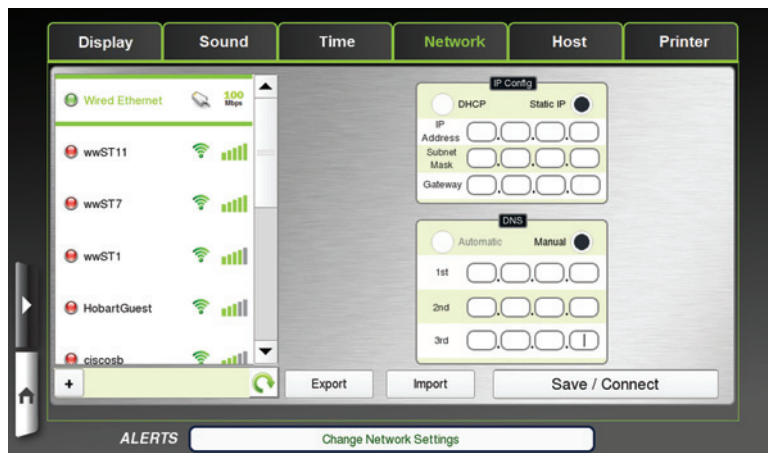 Display Sound Time Network Host Printer
Wired Ethernet 100 Mbps
wwST11
wwST7
wwST1
HobartGuest
ciscosb
+
IP Config
DHCP Static IP
IP Address
Subnet Mask
Gateway
DNS
Automatic Manual
1st
2nd
3rd
Export Import Save / Connect
ALERTS Change Network Settings